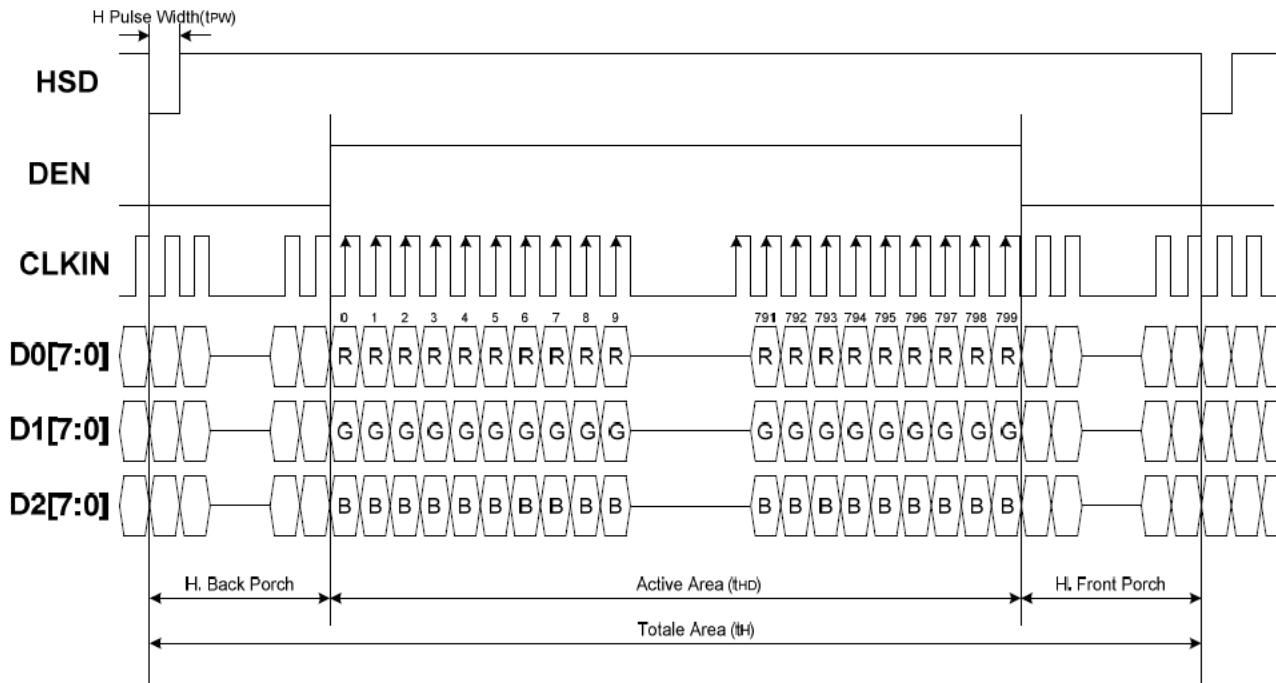 H Pulse Width(tPW)
HSD
DEN
CLKIN
0 1 2 3 4 5 6 7 8 9 791 792 793 794 795 796 797 798 799
D0[7:0] R R R R R R R R R R R R R R R R R R R
D1[7:0] G G G G G G G G G G G G G G G G G G G
D2[7:0] B B B B B B B B B B B B B B B B B B B
H. Back Porch Active Area (tHD) H. Front Porch
Totale Area (tH)